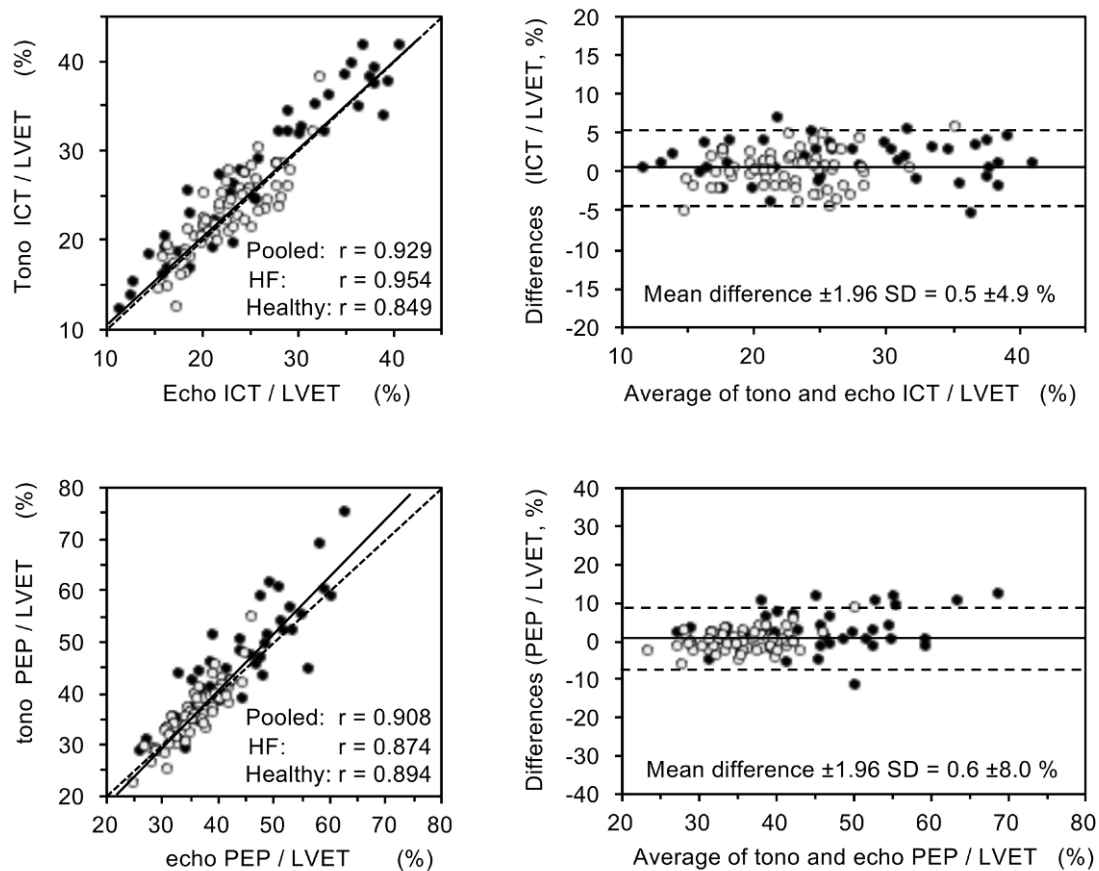 Tono ICT / LVET (%)
40
30
20
10
Pooled: r = 0.929
HF: r = 0.954
Healthy: r = 0.849
10 20 30 40
Echo ICT / LVET (%)
Differences (ICT / LVET, %)
20
15
10
5
0
-5
-10
-15
-20
Mean difference ±1.96 SD = 0.5 ±4.9 %
10 20 30 40
Average of tono and echo ICT / LVET (%)
tono PEP / LVET (%)
80
70
60
50
40
30
20
Pooled: r = 0.908
HF: r = 0.874
Healthy: r = 0.894
20 30 40 50 60 70 80
echo PEP / LVET (%)
Differences (PEP / LVET, %)
40
30
20
10
0
-10
-20
-30
-40
Mean difference ±1.96 SD = 0.6 ±8.0 %
20 30 40 50 60 70 80
Average of tono and echo PEP / LVET (%)